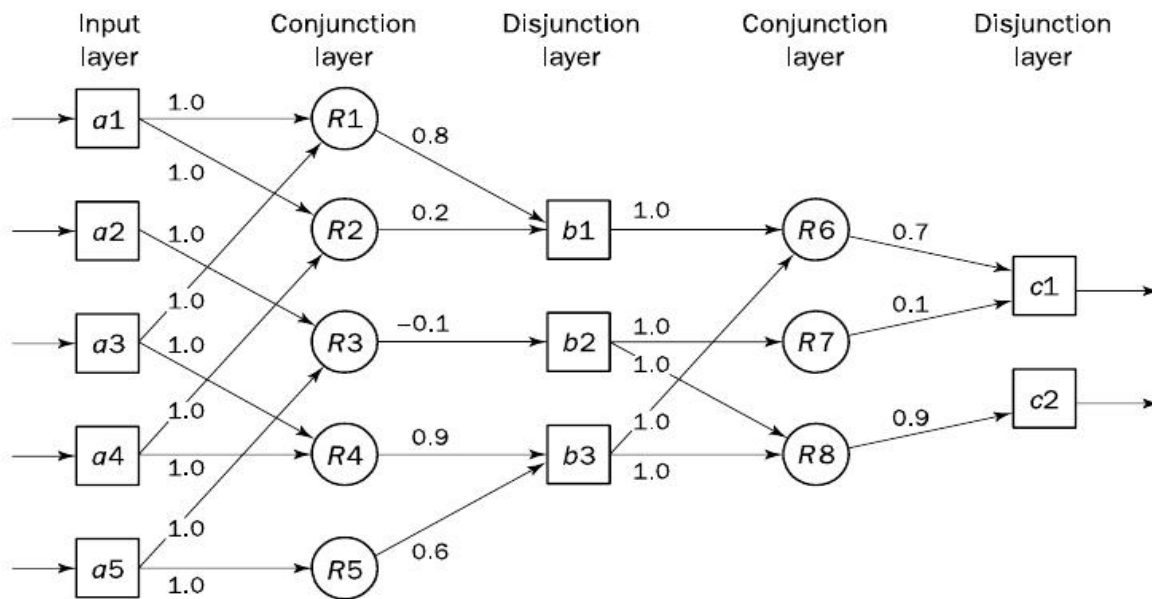 Input layer
Conjunction layer
Disjunction layer
Conjunction layer
Disjunction layer
a1
1.0
1.0
R1
0.8
a2
1.0
R2
0.2
b1
1.0
R6
0.7
a3
1.0
1.0
R3
–0.1
b2
1.0
1.0
R7
0.1
c1
a4
1.0
1.0
R4
0.9
b3
1.0
1.0
R8
0.9
c2
a5
1.0
1.0
R5
0.6